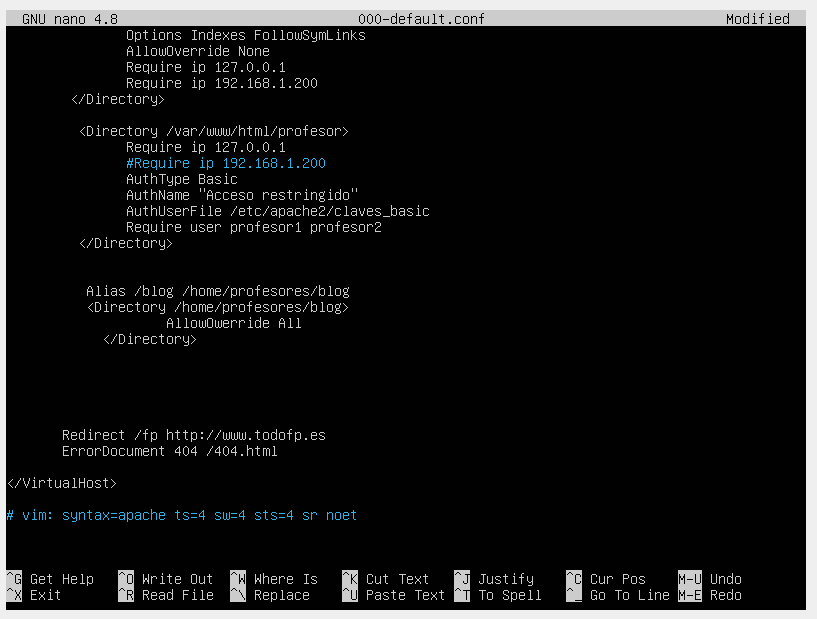 GNU nano 4.8 000-default.conf Modified
Options Indexes FollowSymLinks
AllowOverride None
Require ip 127.0.0.1
Require ip 192.168.1.200
</Directory>
<Directory /var/www/html/profesor>
Require ip 127.0.0.1
#Require ip 192.168.1.200
AuthType Basic
AuthName "Acceso restringido"
AuthUserFile /etc/apache2/claves_basic
Require user profesor1 profesor2
</Directory>
Alias /blog /home/profesores/blog
<Directory /home/profesores/blog>
AllowOwerride All
</Directory>
Redirect /fp http://www.todofp.es
ErrorDocument 404 /404.html
</VirtualHost>
# vim: syntax=apache ts=4 sw=4 sts=4 sr noet
^G Get Help ^O Write Out ^W Where Is ^K Cut Text ^J Justify ^C Cur Pos M-U Undo
^X Exit ^R Read File ^\ Replace ^U Paste Text ^T To Spell ^_ Go To Line M-E Redo